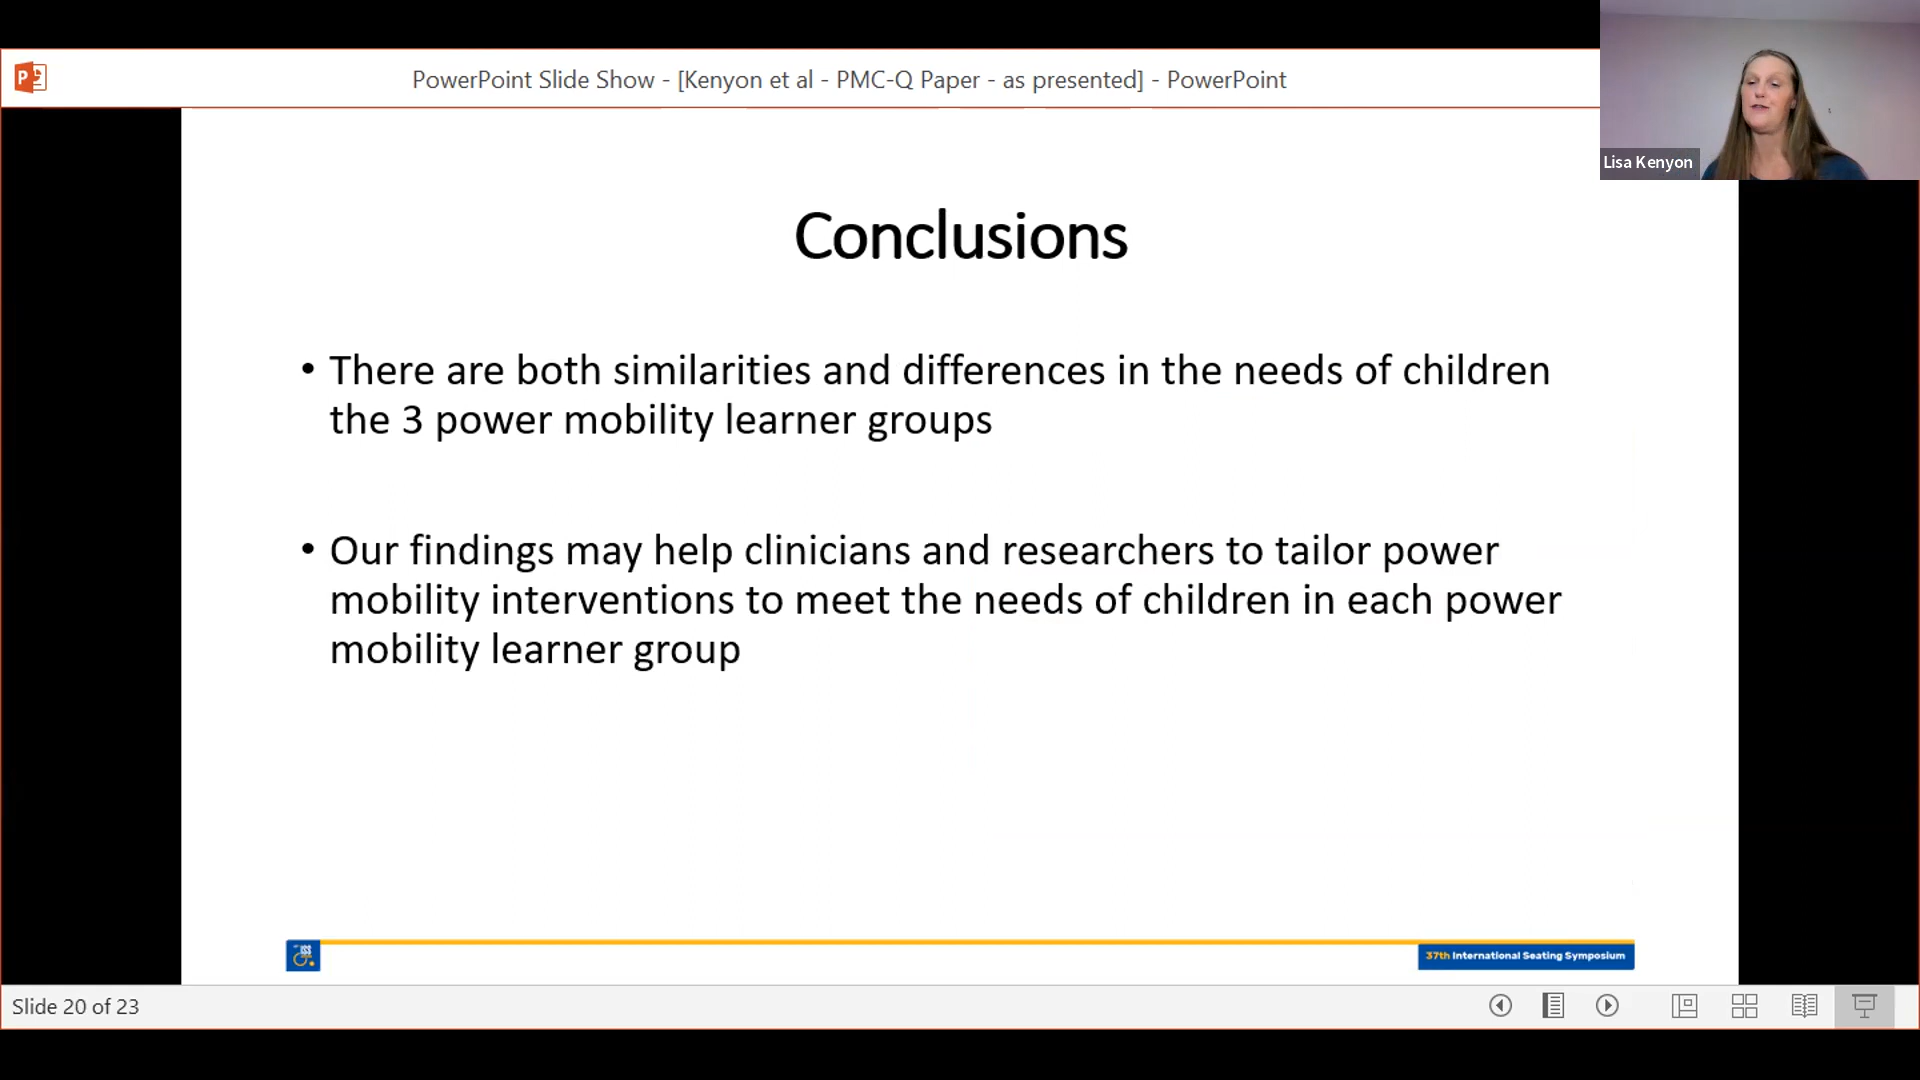 PowerPoint Slide Show - [Kenyon et al - PMC-Q Paper - as presented] - PowerPoint
Lisa Kenyon
Conclusions
• There are both similarities and differences in the needs of children
the 3 power mobility learner groups
• Our findings may help clinicians and researchers to tailor power
mobility interventions to meet the needs of children in each power
mobility learner group
ISS
37th International Seating Symposium
Slide 20 of 23